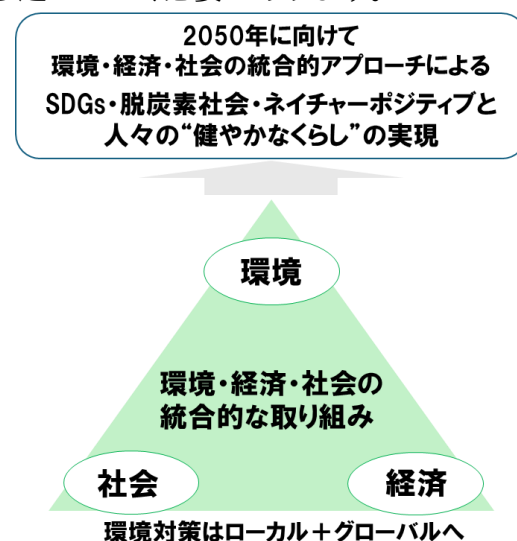 2050年に向けて
環境・経済・社会の統合的アプローチによる
SDGs・脱炭素社会・ネイチャーポジティブと
人々の“健やかなくらし”の実現
環境
環境・経済・社会の
統合的な取り組み
社会
経済
環境対策はローカル＋グローバルへ